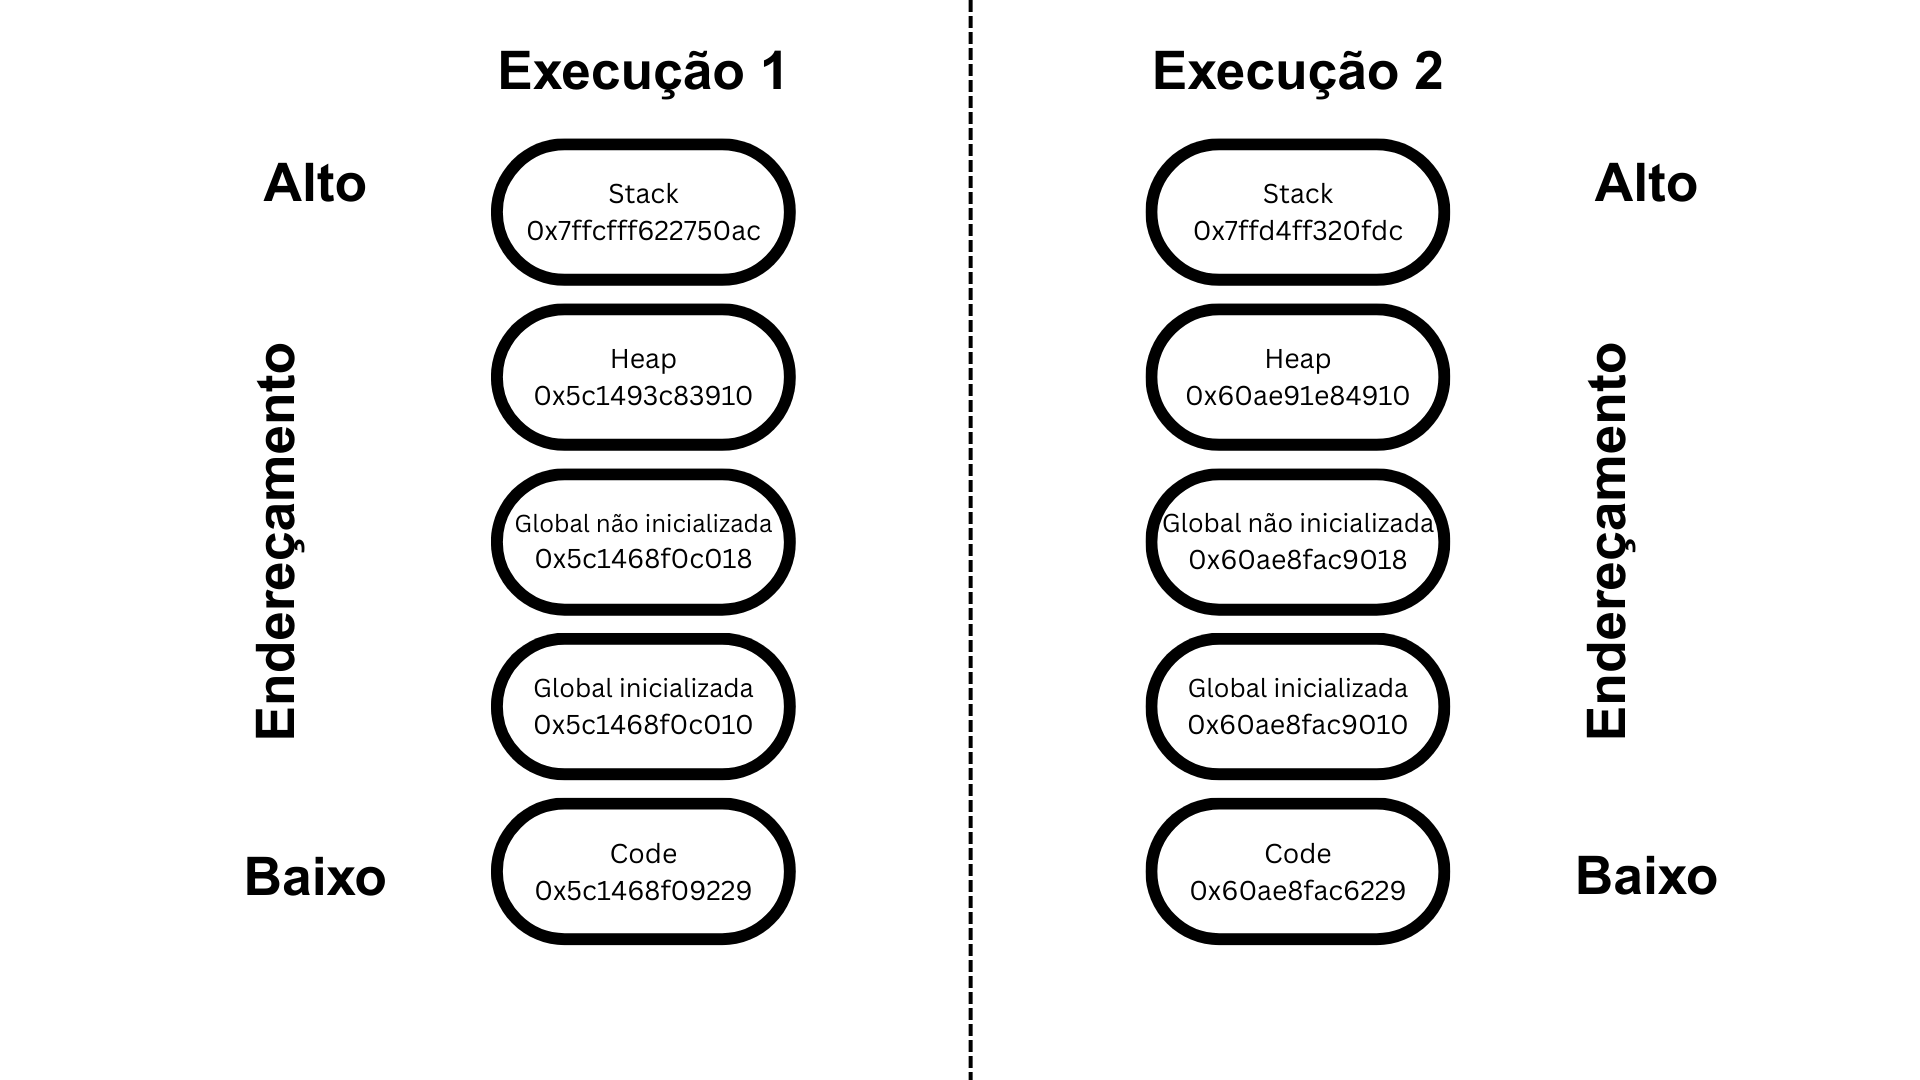 Execução 1
Alto
Endereçamento
Baixo
Stack
0x7ffcfff622750ac
Heap
0x5c1493c83910
Global não inicializada
0x5c1468f0c018
Global inicializada
0x5c1468f0c010
Code
0x5c1468f09229
Execução 2
Stack
0x7ffd4ff320fdc
Heap
0x60ae91e84910
Global não inicializada
0x60ae8fac9018
Global inicializada
0x60ae8fac9010
Code
0x60ae8fac6229
Alto
Endereçamento
Baixo